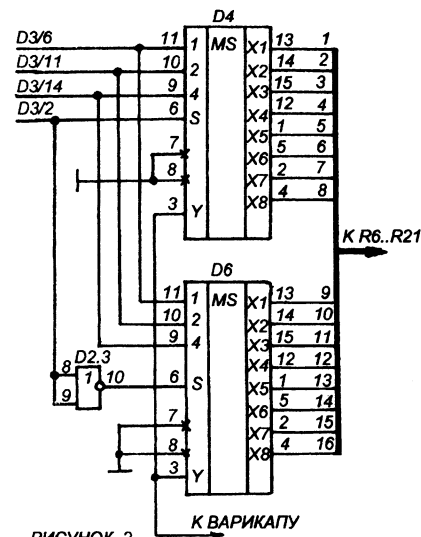 D4
D3/6 11 1 MS X1 13 1
D3/11 10 2 X2 14 2
D3/14 9 4 X3 15 3
D3/2 6 S X4 12 4
X5 1 5
7 X6 5 6
8 X7 2 7
3 Y X8 4 8
К R6..R21
D6
11 1 MS X1 13 9
10 2 X2 14 10
9 4 X3 15 11
D2.3 X4 12 12
8 1 10 6 S X5 1 13
9 X6 5 14
7 X7 2 15
8 X8 4 16
3 Y
К ВАРИКАПУ
РИСУНОК 2